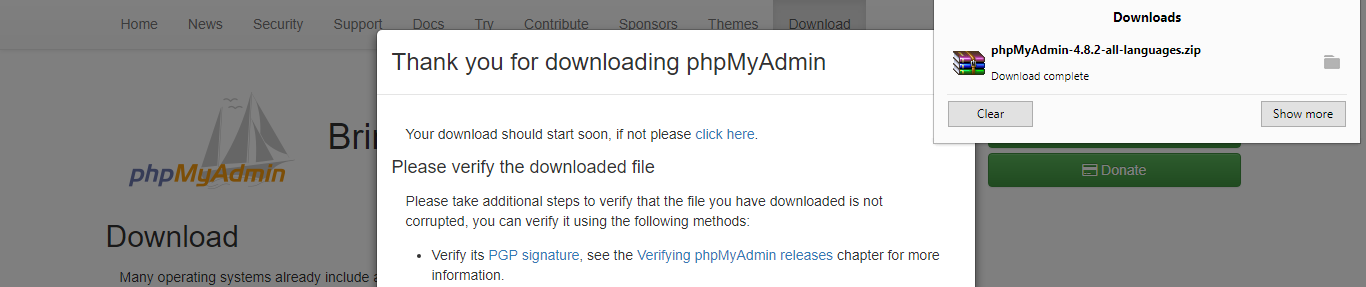 Home News Security Support Docs Try Contribute Sponsors Themes Download
Downloads
phpMyAdmin-4.8.2-all-languages.zip
Download complete
Clear Show more
Thank you for downloading phpMyAdmin
Your download should start soon, if not please click here.
Please verify the downloaded file
Please take additional steps to verify that the file you have downloaded is not
corrupted, you can verify it using the following methods:
• Verify its PGP signature, see the Verifying phpMyAdmin releases chapter for more
information.
phpMyAdmin
Download
Many operating systems already include
Donate